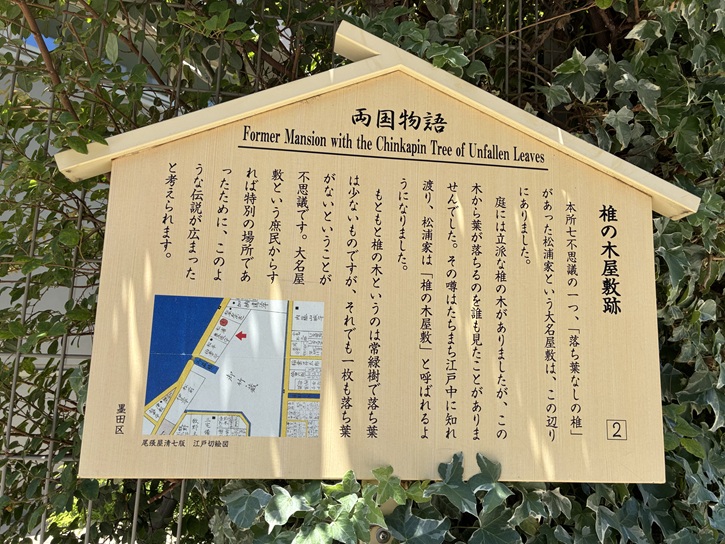 両国物語
Former Mansion with the Chinkapin Tree of Unfallen Leaves
椎の木屋敷跡
2
本所七不思議の一つ、「落ち葉なしの椎」
があった松浦家という大名屋敷は、この辺り
にありました。
庭には立派な椎の木がありましたが、この
木から葉が落ちるのを誰も見たことがありま
せんでした。その噂はたちまち江戸中に知れ
渡り、松浦家は「椎の木屋敷」と呼ばれるよ
うになりました。
もともと椎の木というのは常緑樹で落ち葉
は少ないものですが、それでも一枚も落ち葉
がないということが
不思議です。大名屋
敷という庶民からす
れば特別の場所であ
ったために、このよ
うな伝説が広まった
と考えられます。
尾張屋清七版 江戸切絵図
墨田区